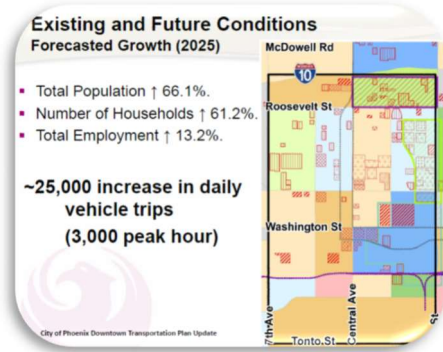 Existing and Future Conditions
Forecasted Growth (2025)
Total Population ↑ 66.1%.
Number of Households ↑ 61.2%.
Total Employment ↑ 13.2%.
~25,000 increase in daily
vehicle trips
(3,000 peak hour)
City of Phoenix Downtown Transportation Plan Update
McDowell Rd
10
Roosevelt St
Washington St
7th Ave
Central Ave
Tonto St